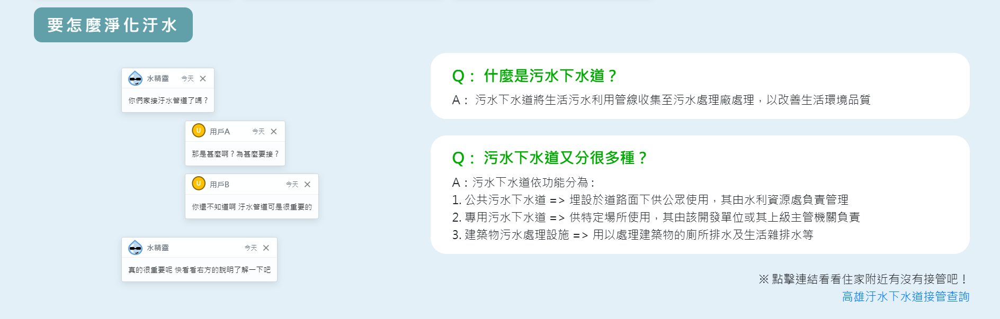 要怎麼淨化汙水
水精靈 今天 ×
你們家接汙水管道了嗎？
U 用戶A 今天 ×
那是甚麼啊？為甚麼要接？
U 用戶B 今天 ×
你還不知道啊 汙水管道可是很重要的
水精靈 今天 ×
真的很重要呢 快看看右方的說明了解一下吧
Q： 什麼是污水下水道？
A： 污水下水道將生活污水利用管線收集至污水處理廠處理，以改善生活環境品質
Q： 污水下水道又分很多種？
A：污水下水道依功能分為：
1. 公共污水下水道 => 埋設於道路面下供公眾使用，其由水利資源處負責管理
2. 專用污水下水道 => 供特定場所使用，其由該開發單位或其上級主管機關負責
3. 建築物污水處理設施 => 用以處理建築物的廁所排水及生活雜排水等
※ 點擊連結看看住家附近有沒有接管吧！
高雄汙水下水道接管查詢